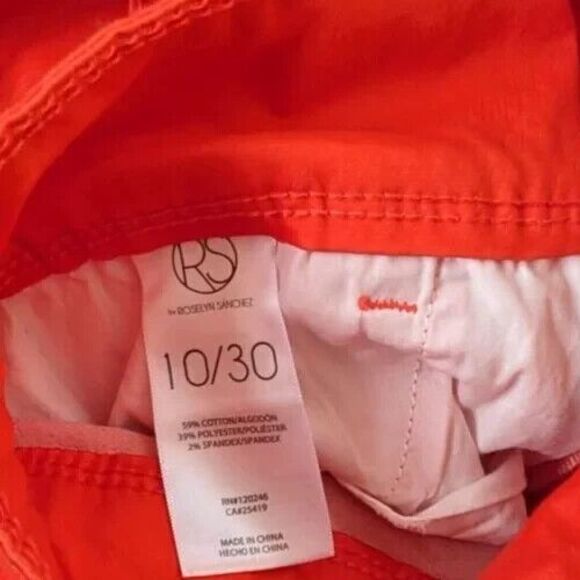 RS
by ROSELYN SÁNCHEZ
10/30
59% COTTON/ALGODON
39% POLYESTER/POLIÉSTER
2% SPANDEX/SPANDEX
RN#120246
CA#25419
MADE IN CHINA
HECHO EN CHINA